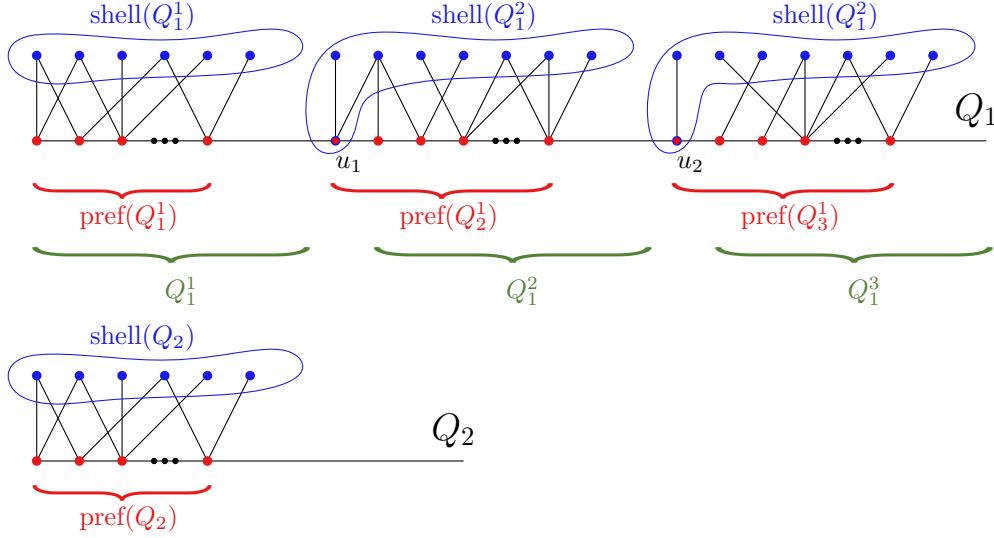 shell(Q_1^1) shell(Q_1^2) shell(Q_1^2)
Q_1
u_1 u_2
pref(Q_1^1) pref(Q_2^1) pref(Q_3^1)
Q_1^1 Q_1^2 Q_1^3
shell(Q_2)
Q_2
pref(Q_2)